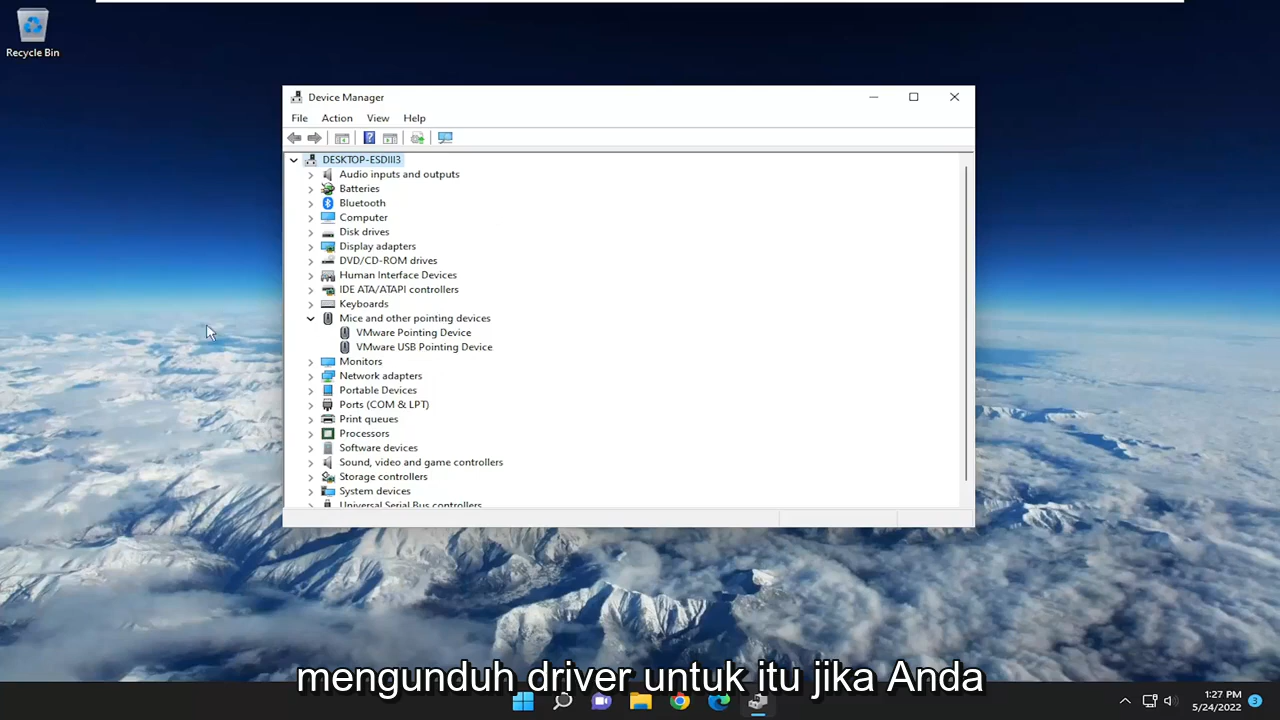 Recycle Bin
Device Manager
File Action View Help
DESKTOP-ESDIII3
Audio inputs and outputs
Batteries
Bluetooth
Computer
Disk drives
Display adapters
DVD/CD-ROM drives
Human Interface Devices
IDE ATA/ATAPI controllers
Keyboards
Mice and other pointing devices
VMware Pointing Device
VMware USB Pointing Device
Monitors
Network adapters
Portable Devices
Ports (COM & LPT)
Print queues
Processors
Software devices
Sound, video and game controllers
Storage controllers
System devices
Universal Serial Bus controllers
mengunduh driver untuk itu jika Anda
1:27 PM
5/24/2022
3